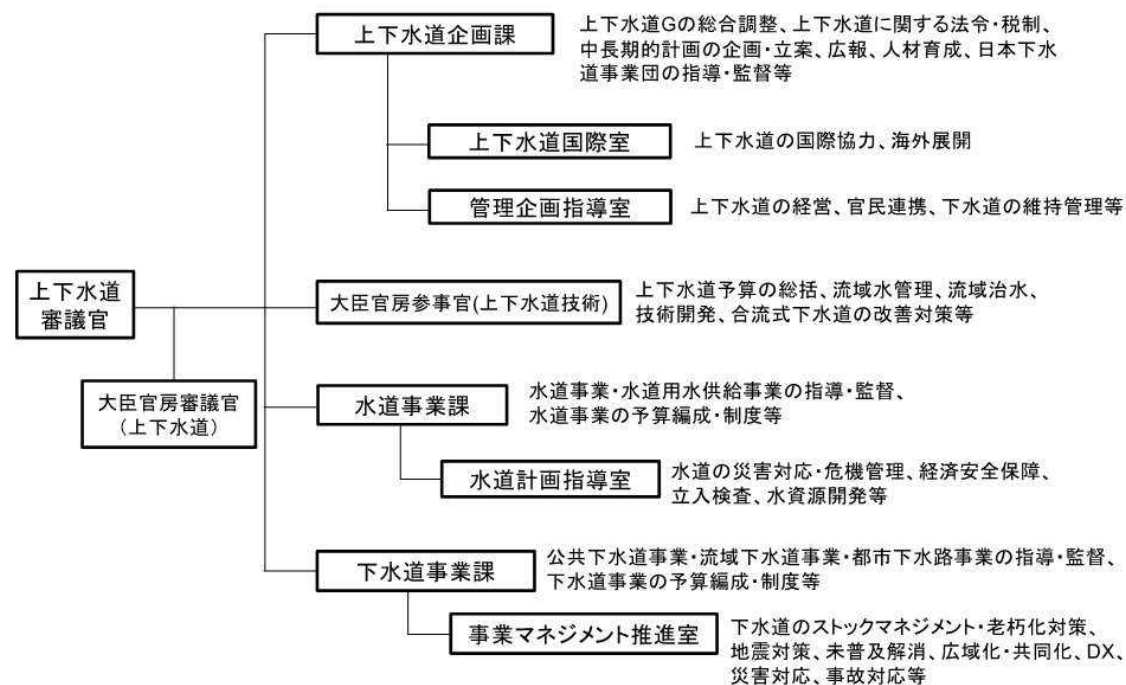 上下水道企画課
上下水道Gの総合調整、上下水道に関する法令・税制、
中長期的計画の企画・立案、広報、人材育成、日本下水
道事業団の指導・監督等
上下水道国際室
上下水道の国際協力、海外展開
管理企画指導室
上下水道の経営、官民連携、下水道の維持管理等
上下水道
審議官
大臣官房審議官
(上下水道)
大臣官房参事官(上下水道技術)
上下水道予算の総括、流域水管理、流域治水、
技術開発、合流式下水道の改善対策等
水道事業課
水道事業・水道用水供給事業の指導・監督、
水道事業の予算編成・制度等
水道計画指導室
水道の災害対応・危機管理、経済安全保障、
立入検査、水資源開発等
下水道事業課
公共下水道事業・流域下水道事業・都市下水路事業の指導・監督、
下水道事業の予算編成・制度等
事業マネジメント推進室
下水道のストックマネジメント・老朽化対策、
地震対策、未普及解消、広域化・共同化、DX、
災害対応、事故対応等